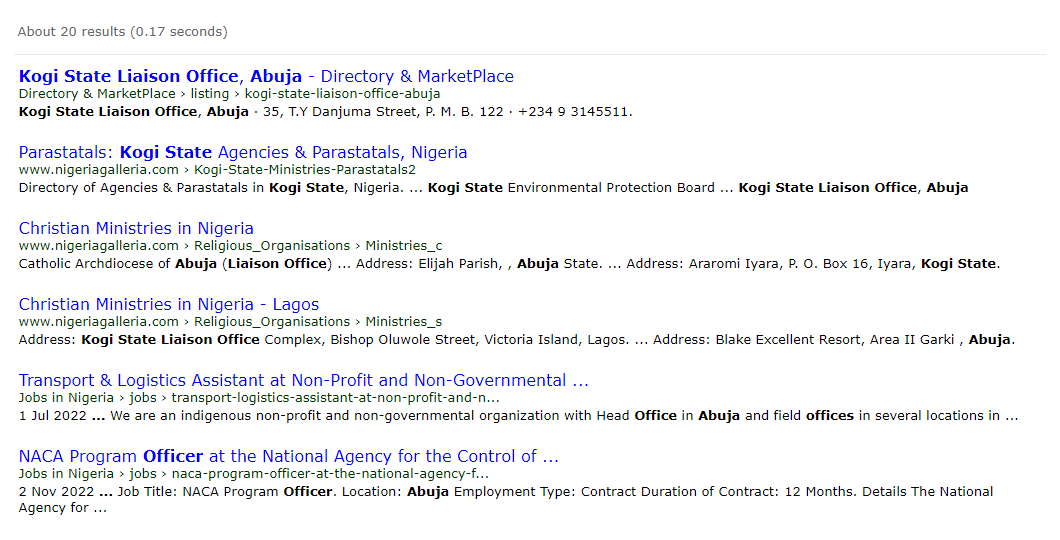 About 20 results (0.17 seconds)
Kogi State Liaison Office, Abuja - Directory & MarketPlace
Directory & MarketPlace › listing › kogi-state-liaison-office-abuja
Kogi State Liaison Office, Abuja · 35, T.Y Danjuma Street, P. M. B. 122 · +234 9 3145511.
Parastatals: Kogi State Agencies & Parastatals, Nigeria
www.nigeriagalleria.com › Kogi-State-Ministries-Parastatals2
Directory of Agencies & Parastatals in Kogi State, Nigeria. ... Kogi State Environmental Protection Board ... Kogi State Liaison Office, Abuja
Christian Ministries in Nigeria
www.nigeriagalleria.com › Religious_Organisations › Ministries_c
Catholic Archdiocese of Abuja (Liaison Office) ... Address: Elijah Parish, , Abuja State. ... Address: Araromi Iyara, P. O. Box 16, Iyara, Kogi State.
Christian Ministries in Nigeria - Lagos
www.nigeriagalleria.com › Religious_Organisations › Ministries_s
Address: Kogi State Liaison Office Complex, Bishop Oluwole Street, Victoria Island, Lagos. ... Address: Blake Excellent Resort, Area II Garki , Abuja.
Transport & Logistics Assistant at Non-Profit and Non-Governmental ...
Jobs in Nigeria › jobs › transport-logistics-assistant-at-non-profit-and-n...
1 Jul 2022 ... We are an indigenous non-profit and non-governmental organization with Head Office in Abuja and field offices in several locations in ...
NACA Program Officer at the National Agency for the Control of ...
Jobs in Nigeria › jobs › naca-program-officer-at-the-national-agency-f...
2 Nov 2022 ... Job Title: NACA Program Officer. Location: Abuja Employment Type: Contract Duration of Contract: 12 Months. Details The National
Agency for ...